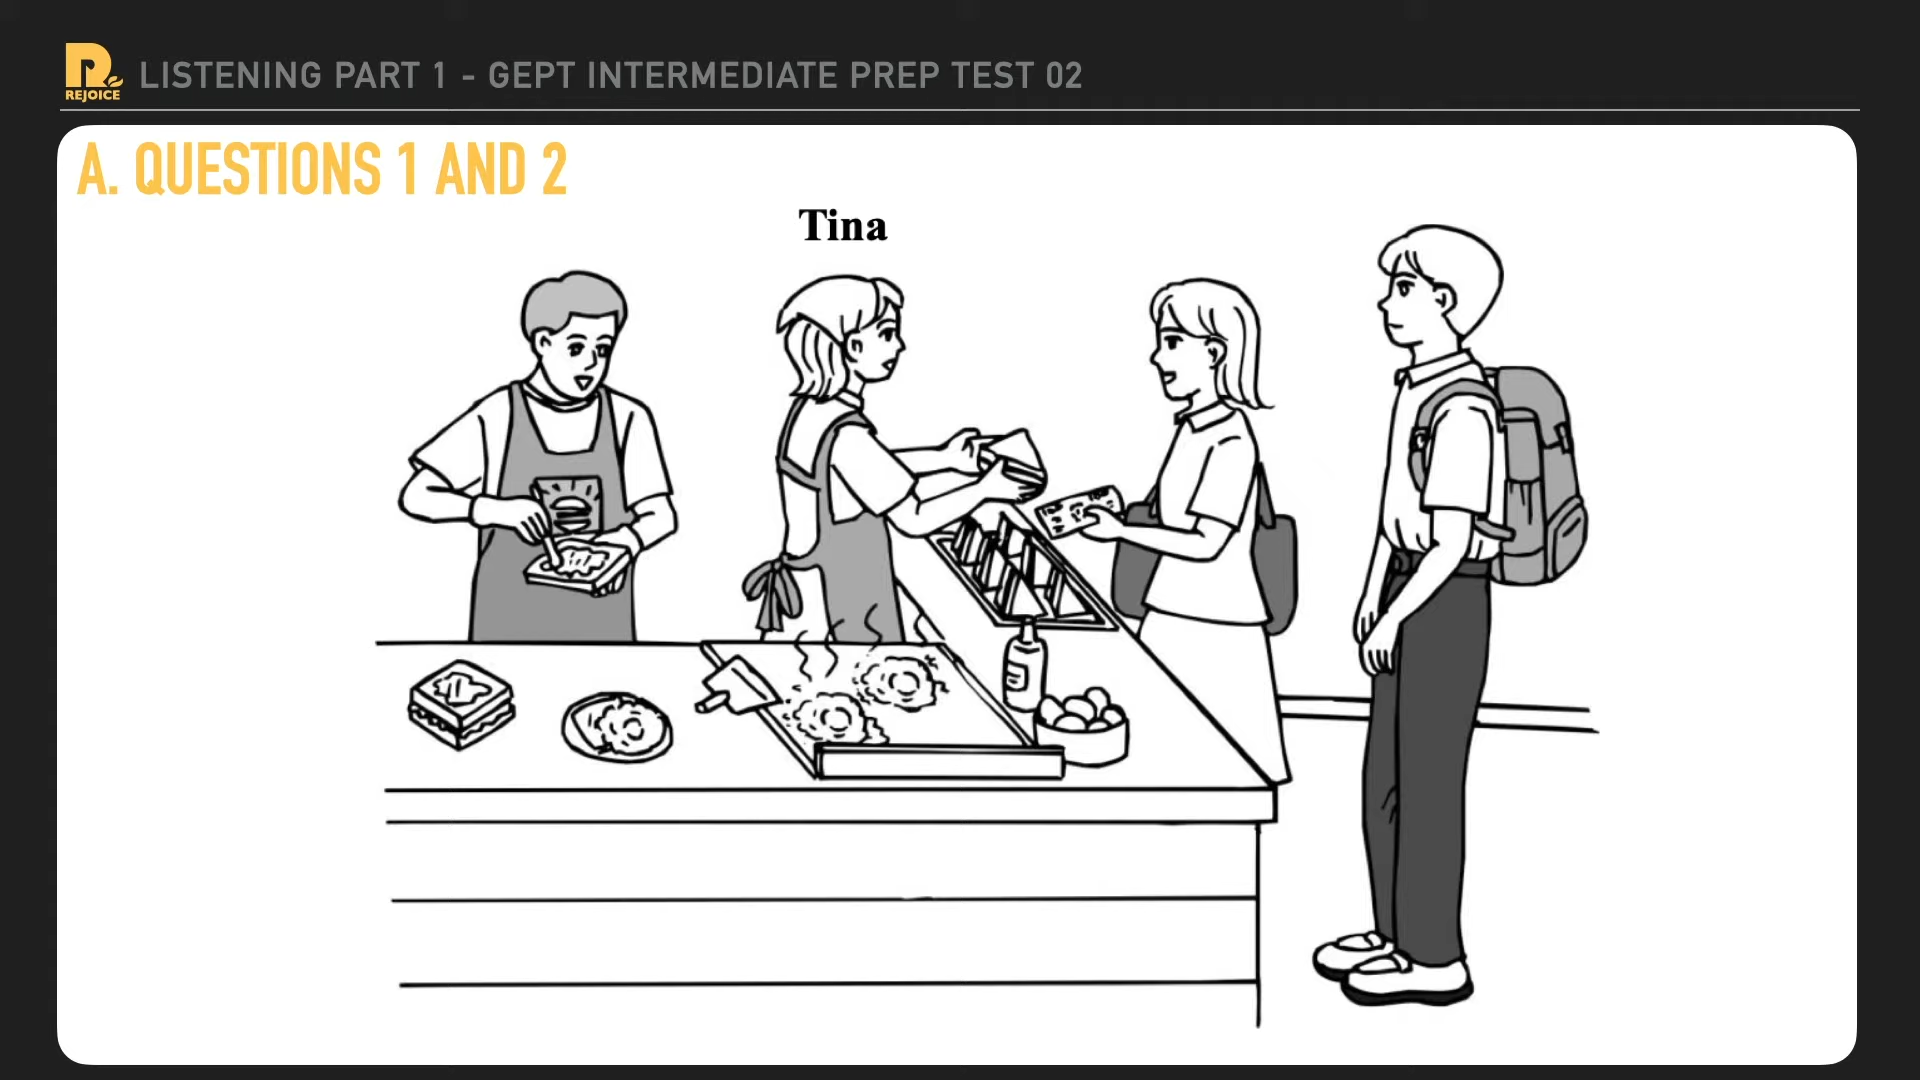 REJOICE
LISTENING PART 1 - GEPT INTERMEDIATE PREP TEST 02
A. QUESTIONS 1 AND 2
Tina